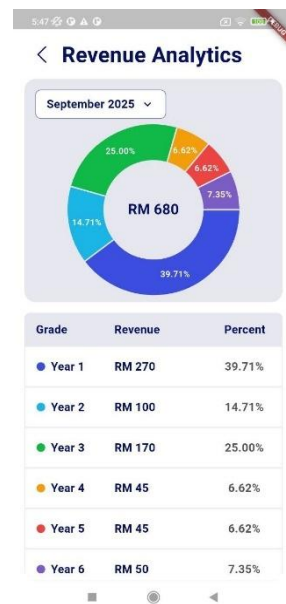 5:47
DEBUG
Revenue Analytics
September 2025
25.00%
6.62%
6.62%
7.35%
RM 680
14.71%
39.71%
Grade Revenue Percent
Year 1 RM 270 39.71%
Year 2 RM 100 14.71%
Year 3 RM 170 25.00%
Year 4 RM 45 6.62%
Year 5 RM 45 6.62%
Year 6 RM 50 7.35%